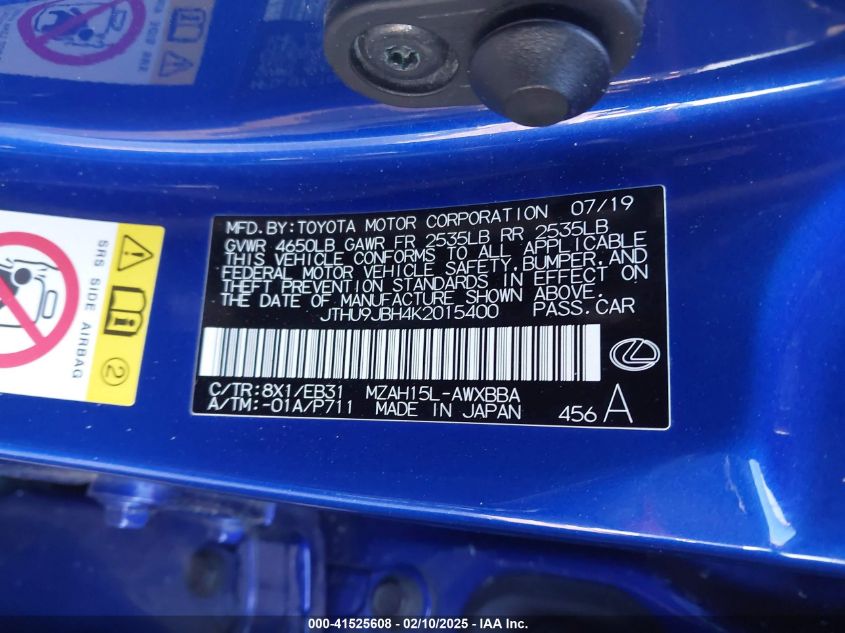 MFD.BY:TOYOTA MOTOR CORPORATION 07/19
GVWR 4650LB GAWR FR 2535LB RR 2535LB
THIS VEHICLE CONFORMS TO ALL APPLICABLE
FEDERAL MOTOR VEHICLE SAFETY,BUMPER,AND
THEFT PREVENTION STANDARDS IN EFFECT ON
THE DATE OF MANUFACTURE SHOWN ABOVE.
JTHU9JBH4K2015400 PASS.CAR
C/TR:8X1/EB31 MZAH15L-AWXBBA
A/TM:-01A/P711 MADE IN JAPAN 456 A
SRS SIDE AIRBAG
2
000-41525608 - 02/10/2025 - IAA Inc.